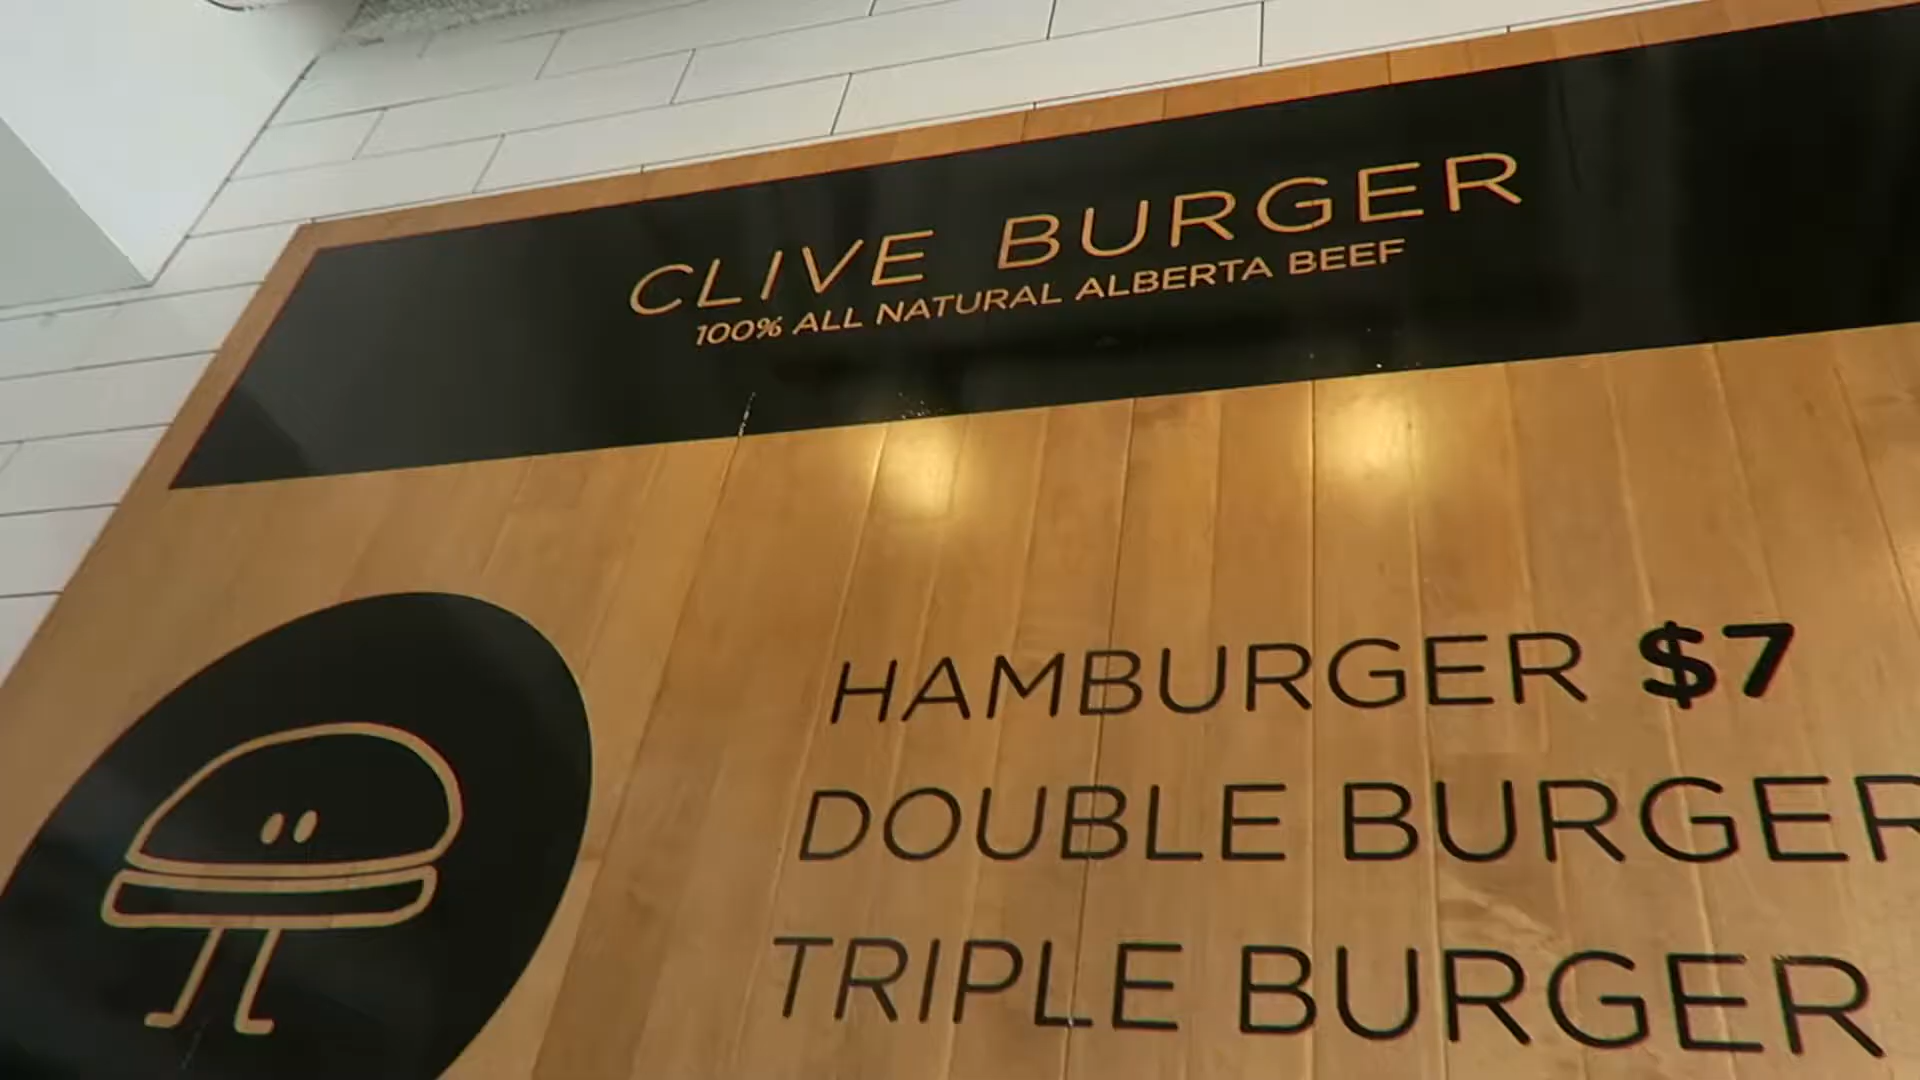 CLIVE BURGER
100% ALL NATURAL ALBERTA BEEF
HAMBURGER $7
DOUBLE BURGER
TRIPLE BURGER